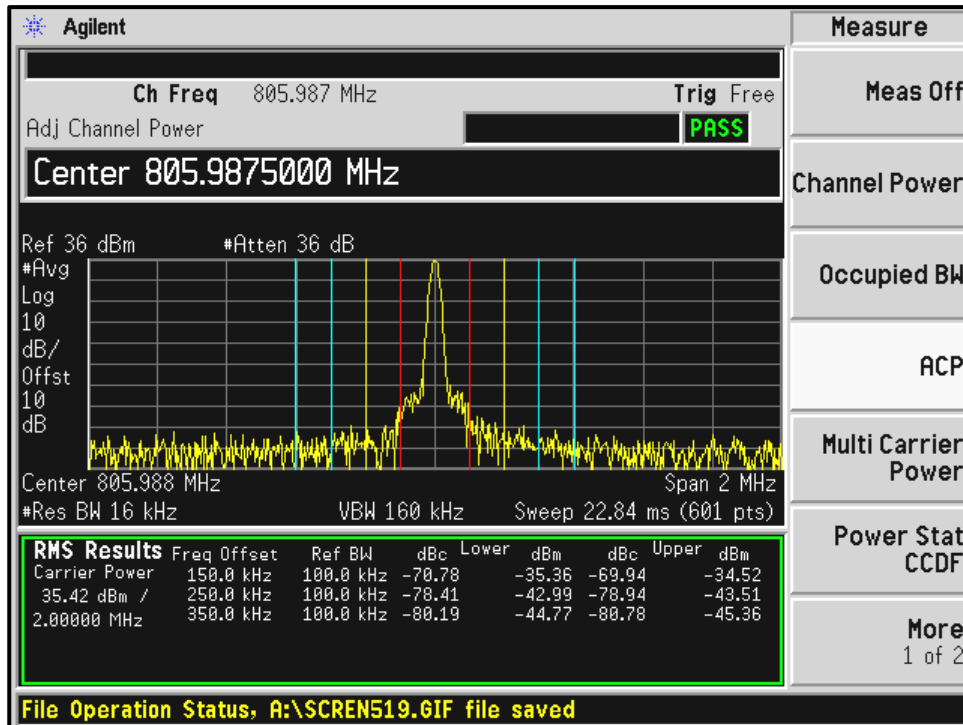 Agilent
Ch Freq 805.987 MHz Trig Free
Adj Channel Power PASS
Center 805.9875000 MHz
Ref 36 dBm #Atten 36 dB
#Avg
Log
10
dB/
Offst
10
dB
Center 805.988 MHz Span 2 MHz
#Res BW 16 kHz VBW 160 kHz Sweep 22.84 ms (601 pts)
RMS Results Freq Offset Ref BW dBc Lower dBm dBc Upper dBm
Carrier Power 150.0 kHz 100.0 kHz -70.78 -35.36 -69.94 -34.52
35.42 dBm / 250.0 kHz 100.0 kHz -78.41 -42.99 -78.94 -43.51
2.00000 MHz 350.0 kHz 100.0 kHz -80.19 -44.77 -80.78 -45.36
File Operation Status, A:\SCREN519.GIF file saved
Measure
Meas Off
Channel Power
Occupied BW
ACP
Multi Carrier
Power
Power Stat
CCDF
More
1 of 2